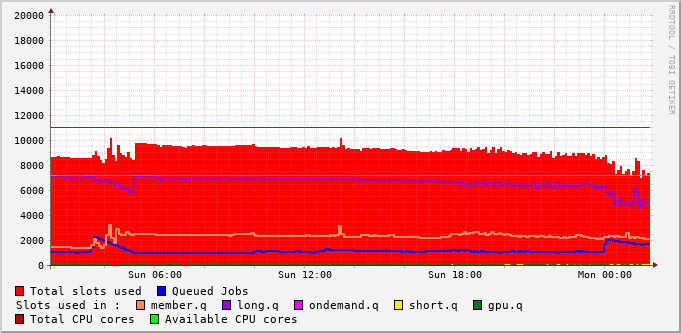 20000
18000
16000
14000
12000
10000
8000
6000
4000
2000
0
Sun 06:00 Sun 12:00 Sun 18:00 Mon 00:00
RRDTOOL / TOBI OETIKER
Total slots used Queued Jobs
Slots used in : member.q long.q ondemand.q short.q gpu.q
Total CPU cores Available CPU cores